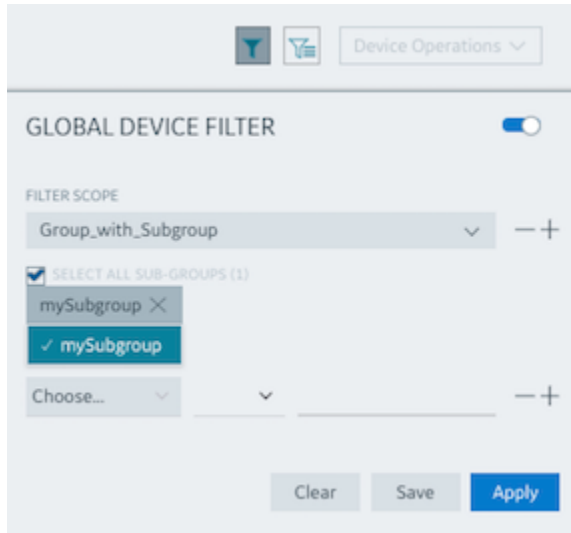 Device Operations
GLOBAL DEVICE FILTER
FILTER SCOPE
Group_with_Subgroup
SELECT ALL SUB-GROUPS (1)
mySubgroup
✓ mySubgroup
Choose...
Clear Save Apply